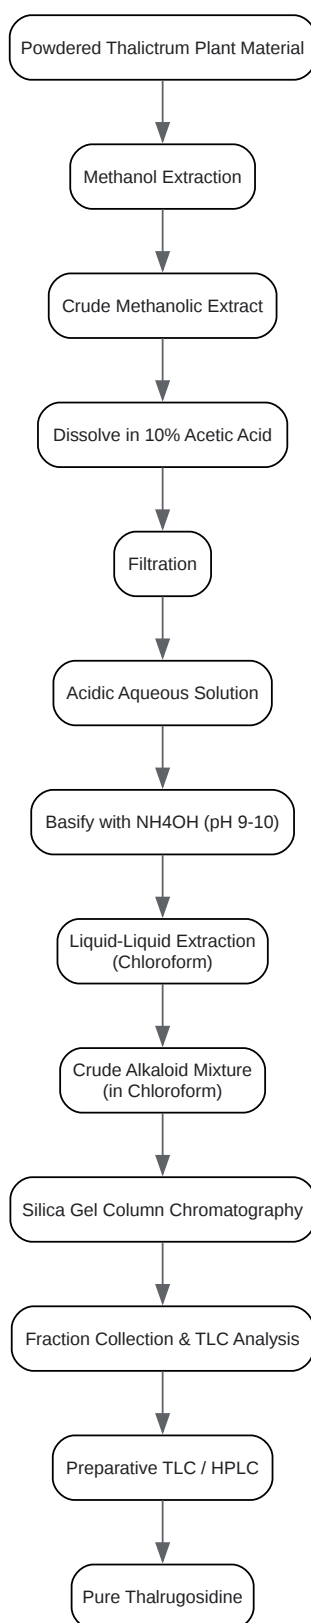 Powdered Thalictrum Plant Material
Methanol Extraction
Crude Methanolic Extract
Dissolve in 10% Acetic Acid
Filtration
Acidic Aqueous Solution
Basify with NH4OH (pH 9-10)
Liquid-Liquid Extraction
(Chloroform)
Crude Alkaloid Mixture
(in Chloroform)
Silica Gel Column Chromatography
Fraction Collection & TLC Analysis
Preparative TLC / HPLC
Pure Thalrugosidine